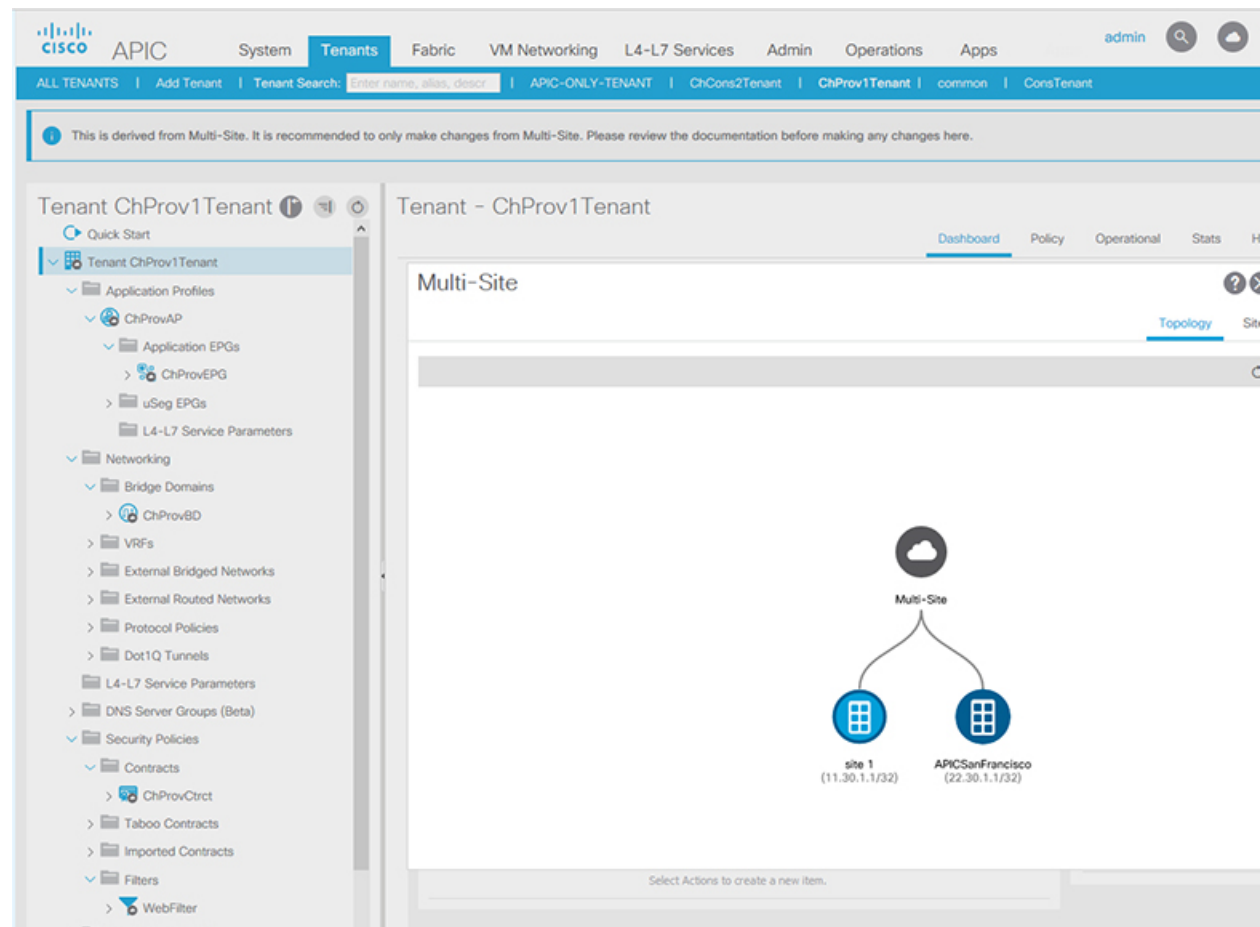 CISCO APIC System Tenants Fabric VM Networking L4-L7 Services Admin Operations Apps admin
ALL TENANTS | Add Tenant | Tenant Search: Enter name, alias, descr | APIC-ONLY-TENANT | ChCons2Tenant | ChProv1Tenant | common | ConsTenant
This is derived from Multi-Site. It is recommended to only make changes from Multi-Site. Please review the documentation before making any changes here.
Tenant ChProv1Tenant
Quick Start
Tenant ChProv1Tenant
Application Profiles
ChProvAP
Application EPGs
ChProvEPG
uSeg EPGs
L4-L7 Service Parameters
Networking
Bridge Domains
ChProvBD
VRFs
External Bridged Networks
External Routed Networks
Protocol Policies
Dot1Q Tunnels
L4-L7 Service Parameters
DNS Server Groups (Beta)
Security Policies
Contracts
ChProvCtrct
Taboo Contracts
Imported Contracts
Filters
WebFilter
Tenant - ChProv1Tenant
Dashboard Policy Operational Stats H
Multi-Site
Topology Site
Multi-Site
site 1
(11.30.1.1/32)
APICSanFrancisco
(22.30.1.1/32)
Select Actions to create a new item.